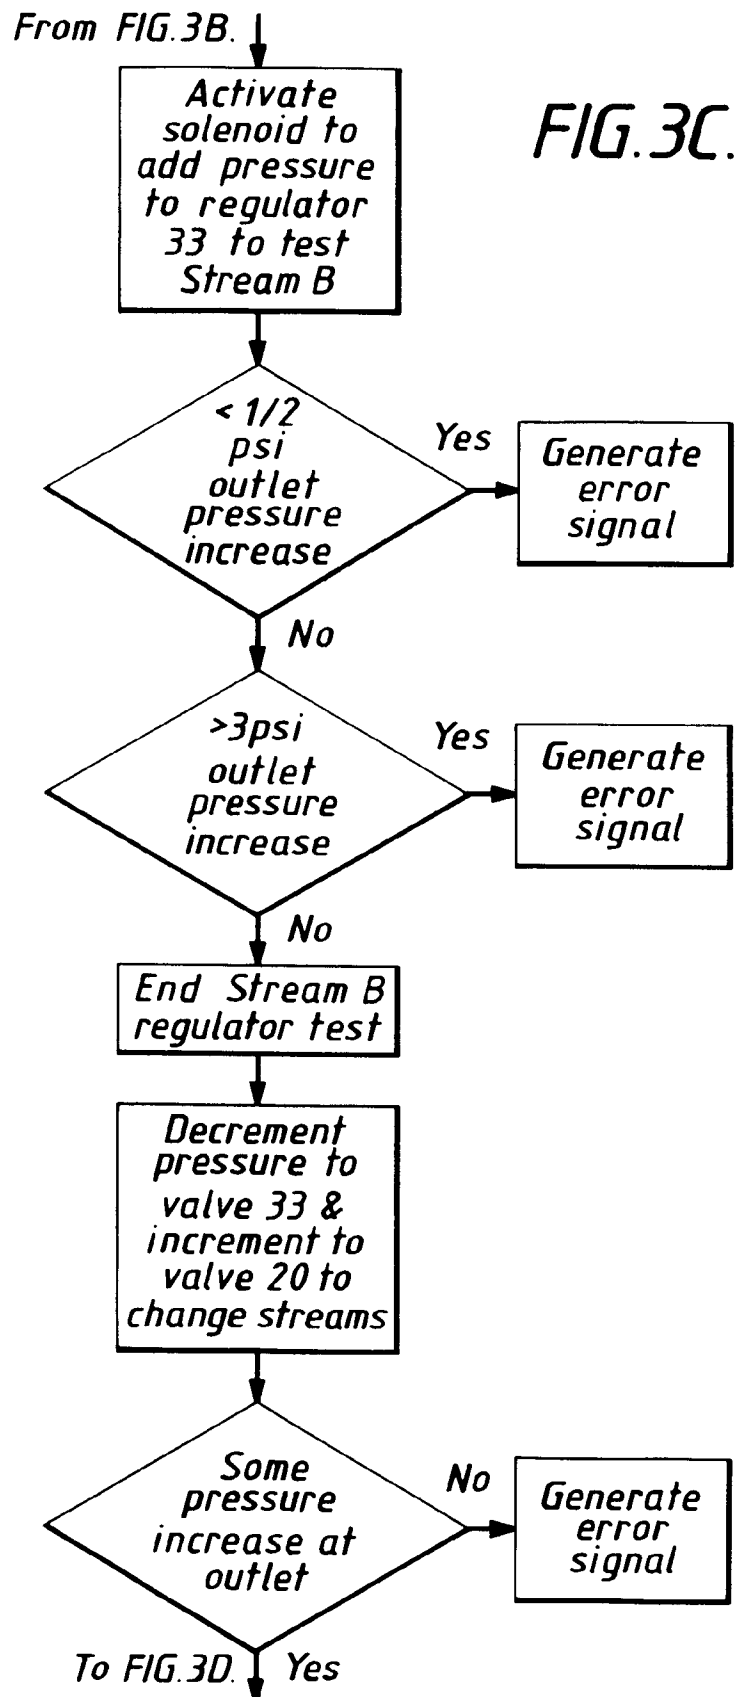 From FIG.3B.
FIG.3C.
Activate
solenoid to
add pressure
to regulator
33 to test
Stream B
< 1/2
psi
outlet
pressure
increase
Yes
Generate
error
signal
No
>3psi
outlet
pressure
increase
Yes
Generate
error
signal
No
End Stream B
regulator test
Decrement
pressure to
valve 33 &
increment to
valve 20 to
change streams
Some
pressure
increase at
outlet
No
Generate
error
signal
To FIG.3D.
Yes